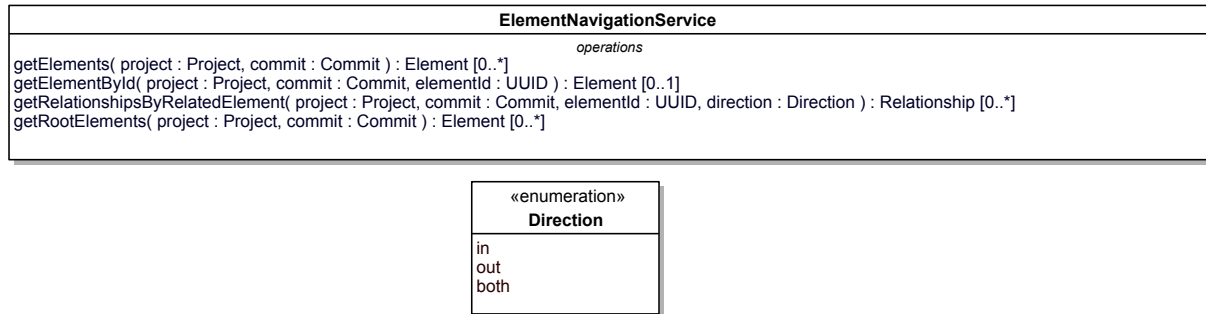 ElementNavigationService
operations
getElements( project : Project, commit : Commit ) : Element [0..*]
getElementById( project : Project, commit : Commit, elementId : UUID ) : Element [0..1]
getRelationshipsByRelatedElement( project : Project, commit : Commit, elementId : UUID, direction : Direction ) : Relationship [0..*]
getRootElements( project : Project, commit : Commit ) : Element [0..*]
«enumeration»
Direction
in
out
both